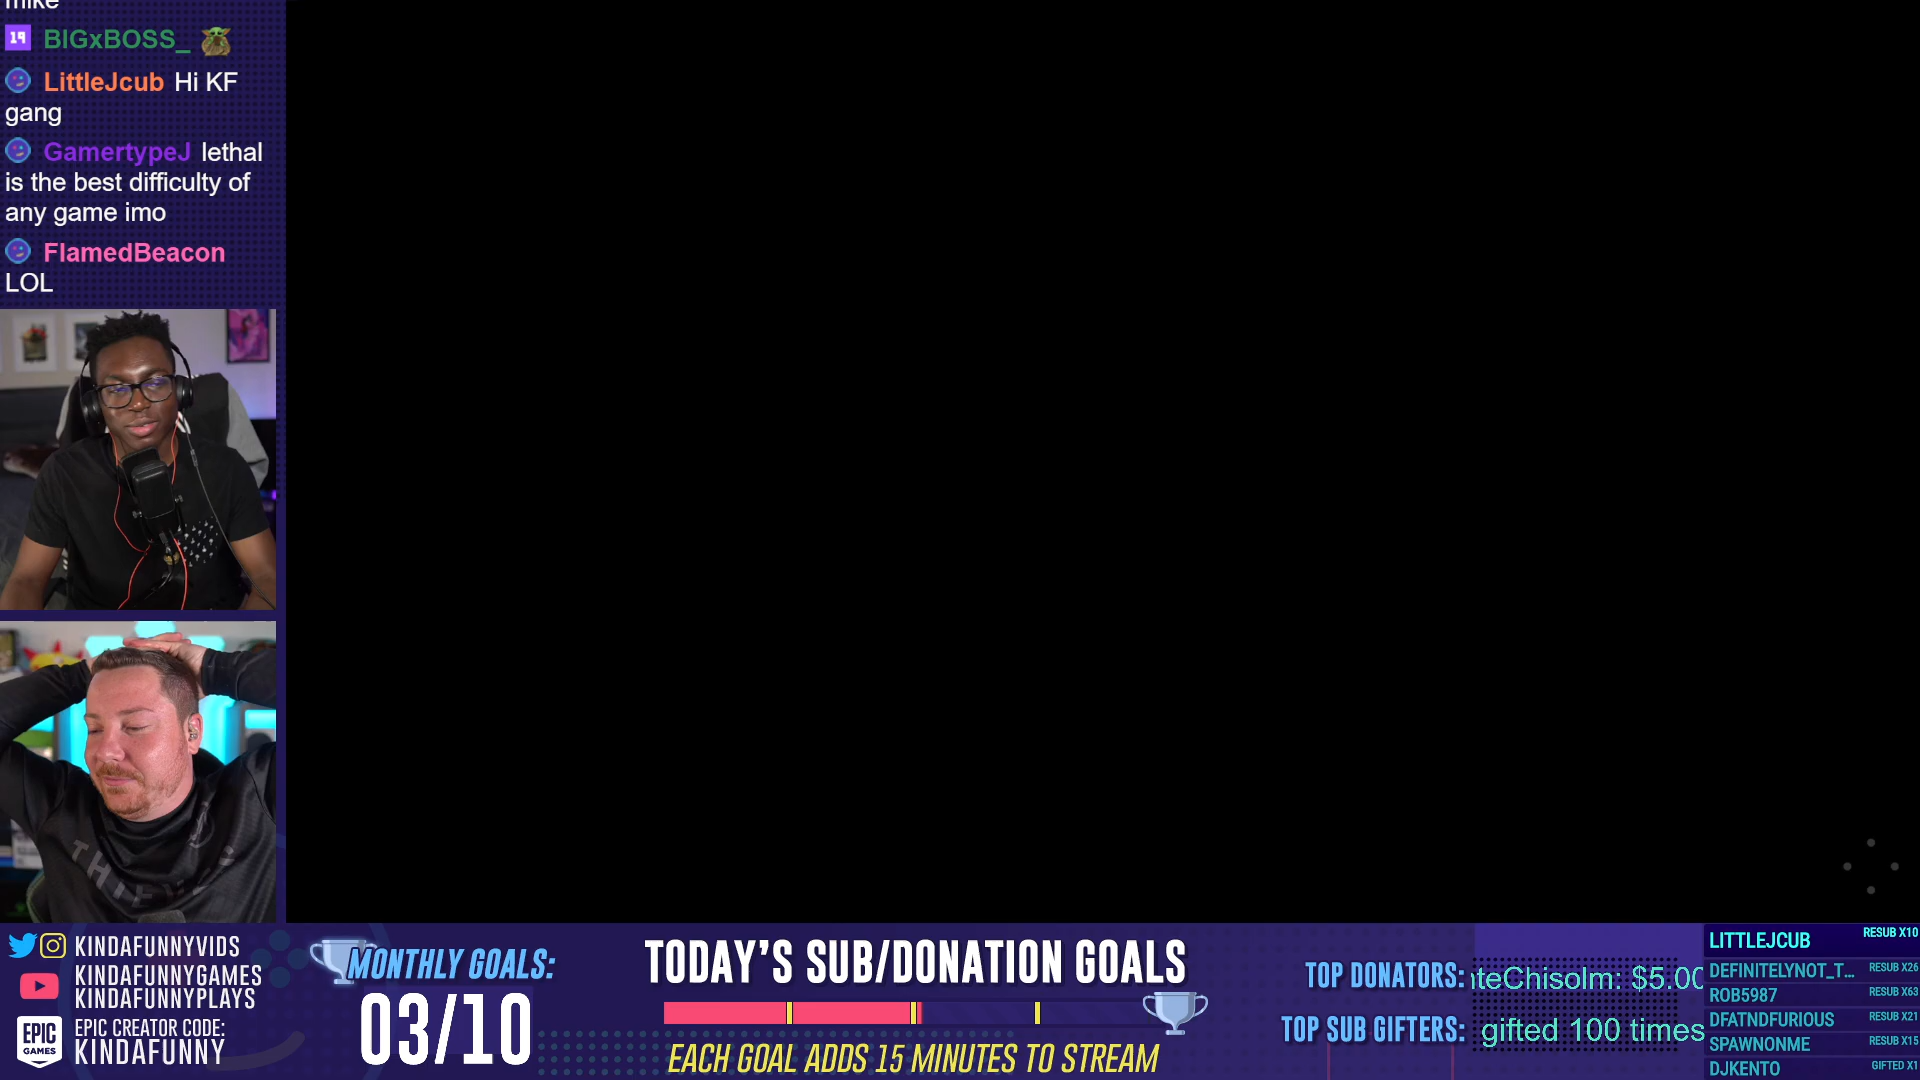 mike
19 BIGxBOSS_
LittleJcub Hi KF
gang
GamertypeJ lethal
is the best difficulty of
any game imo
FlamedBeacon
LOL
THIEVES
KINDAFUNNYVIDS
KINDAFUNNYGAMES
KINDAFUNNYPLAYS
EPIC
GAMES
EPIC CREATOR CODE:
KINDAFUNNY
MONTHLY GOALS:
03/10
TODAY'S SUB/DONATION GOALS
EACH GOAL ADDS 15 MINUTES TO STREAM
TOP DONATORS: teChisolm: $5.00
TOP SUB GIFTERS: gifted 100 times
LITTLEJCUB RESUB X10
DEFINITELYNOT_T... RESUB X26
ROB5987 RESUB X63
DFATNDFURIOUS RESUB X21
SPAWNONME RESUB X15
DJKENTO GIFTED X1